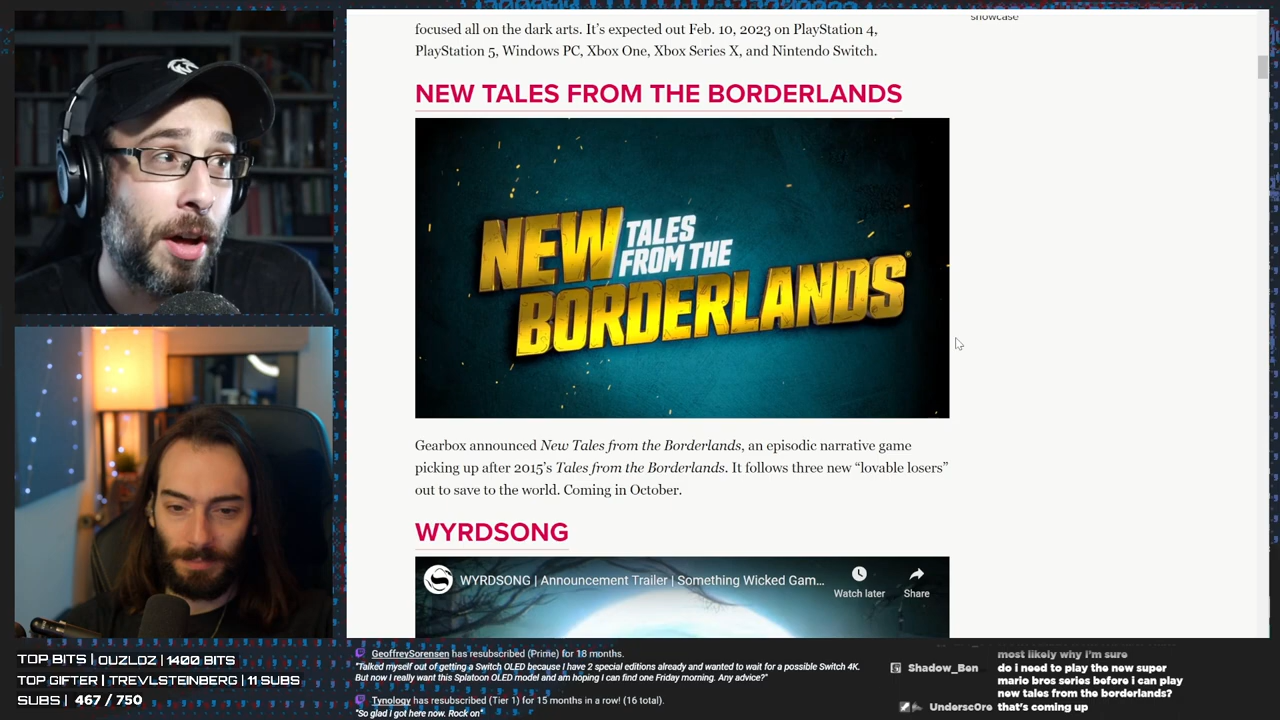 showcase
focused all on the dark arts. It's expected out Feb. 10, 2023 on PlayStation 4,
PlayStation 5, Windows PC, Xbox One, Xbox Series X, and Nintendo Switch.
NEW TALES FROM THE BORDERLANDS
NEW TALES
FROM THE
BORDERLANDS
Gearbox announced New Tales from the Borderlands, an episodic narrative game
picking up after 2015's Tales from the Borderlands. It follows three new “lovable losers”
out to save to the world. Coming in October.
WYRDSONG
WYRDSONG | Announcement Trailer | Something Wicked Gam...
Watch later
Share
TOP BITS | OUZLDZ | 1400 BITS
TOP GIFTER | TREVLSTEINBERG | 11 SUBS
SUBS | 467 / 750
GeoffreySorensen has resubscribed (Prime) for 18 months.
"Talked myself out of getting a Switch OLED because I have 2 special editions already and wanted to wait for a possible Switch 4K.
But now I really want this Splatoon OLED model and am hoping I can find one Friday morning. Any advice?"
Tynology has resubscribed (Tier 1) for 15 months in a row! (16 total).
"So glad I got here now. Rock on"
most likely why i'm sure
Shadow_Ben do i need to play the new super
mario bros series before i can play
new tales from the borderlands?
Undersc0re that's coming up